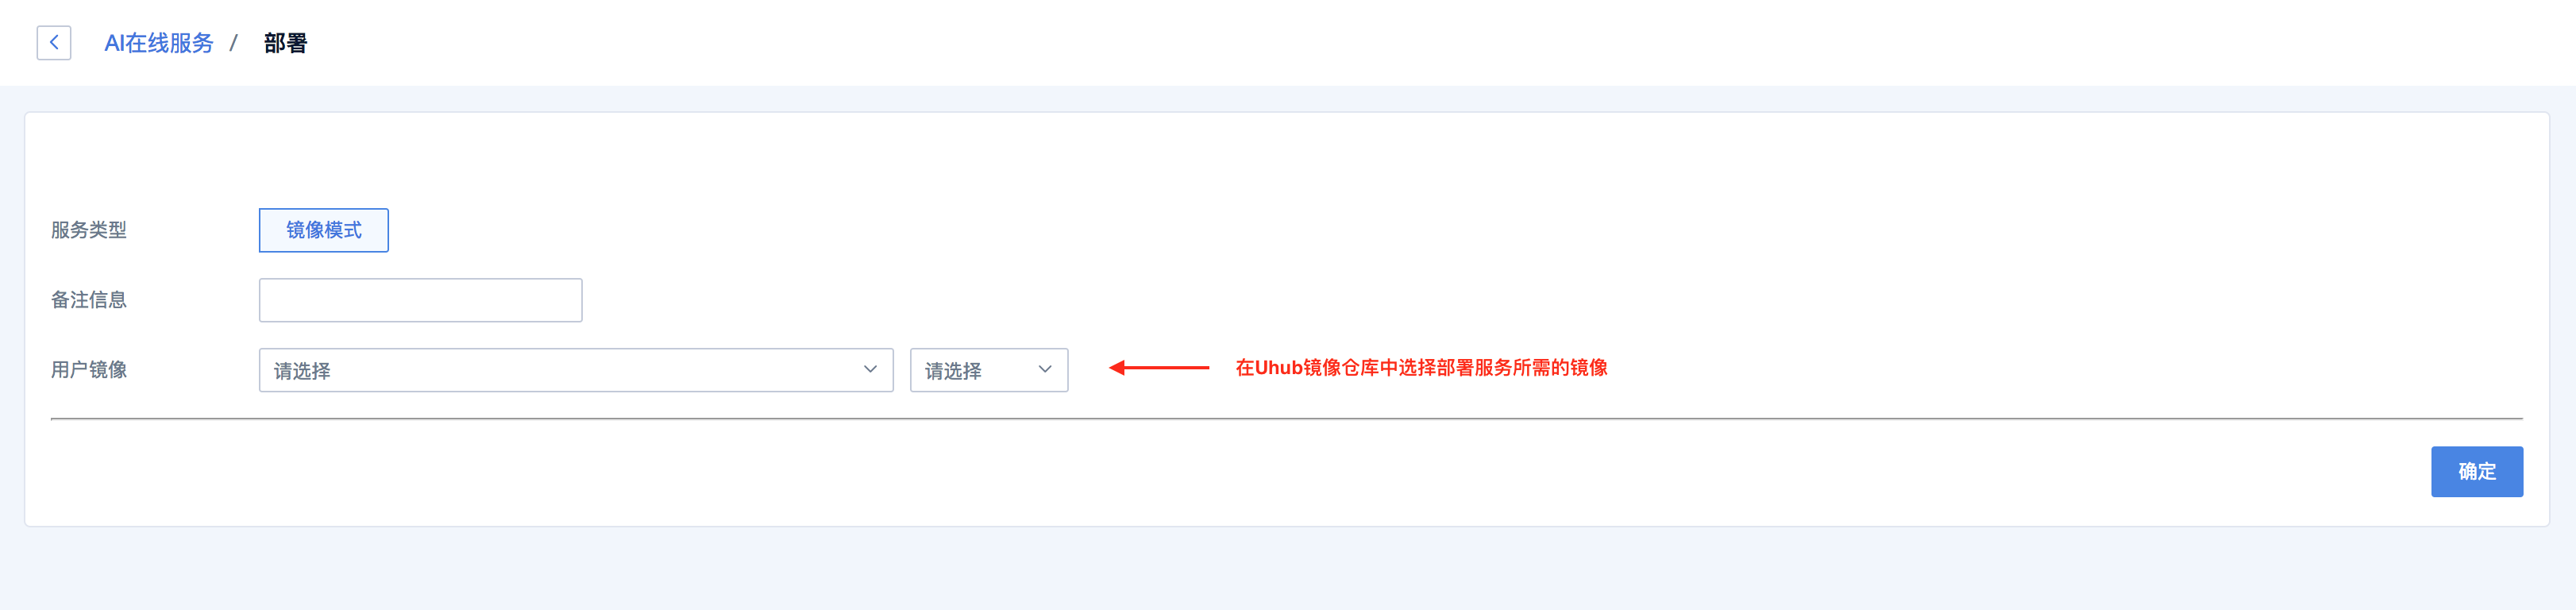 AI在线服务 / 部署
服务类型 镜像模式
备注信息
用户镜像 请选择 请选择 在Uhub镜像仓库中选择部署服务所需的镜像
确定